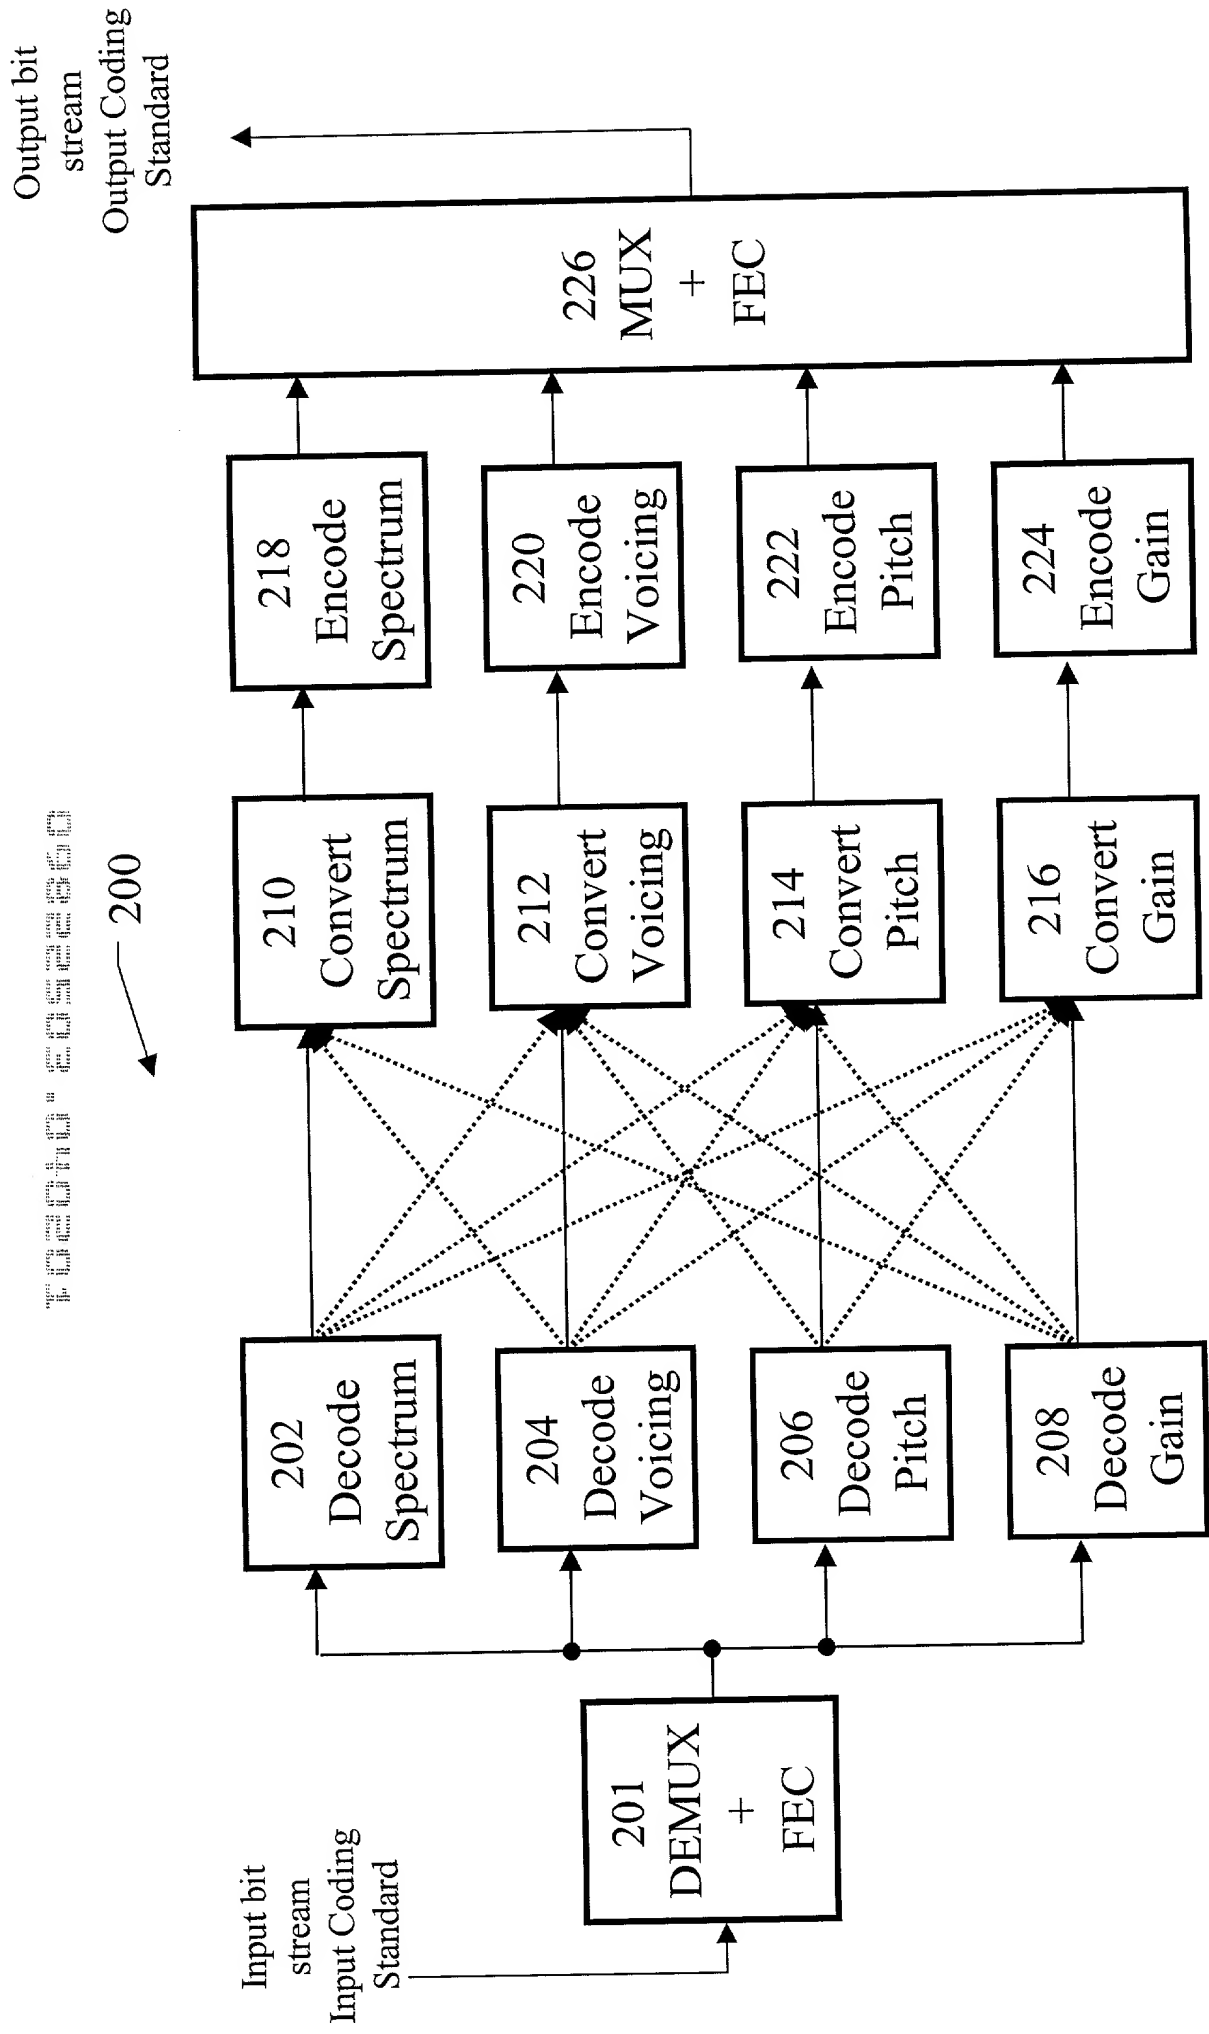 200
Input bit
stream
Input Coding
Standard
201
DEMUX
+
FEC
202
Decode
Spectrum
204
Decode
Voicing
206
Decode
Pitch
208
Decode
Gain
210
Convert
Spectrum
212
Convert
Voicing
214
Convert
Pitch
216
Convert
Gain
218
Encode
Spectrum
220
Encode
Voicing
222
Encode
Pitch
224
Encode
Gain
226
MUX
+
FEC
Output bit
stream
Output Coding
Standard